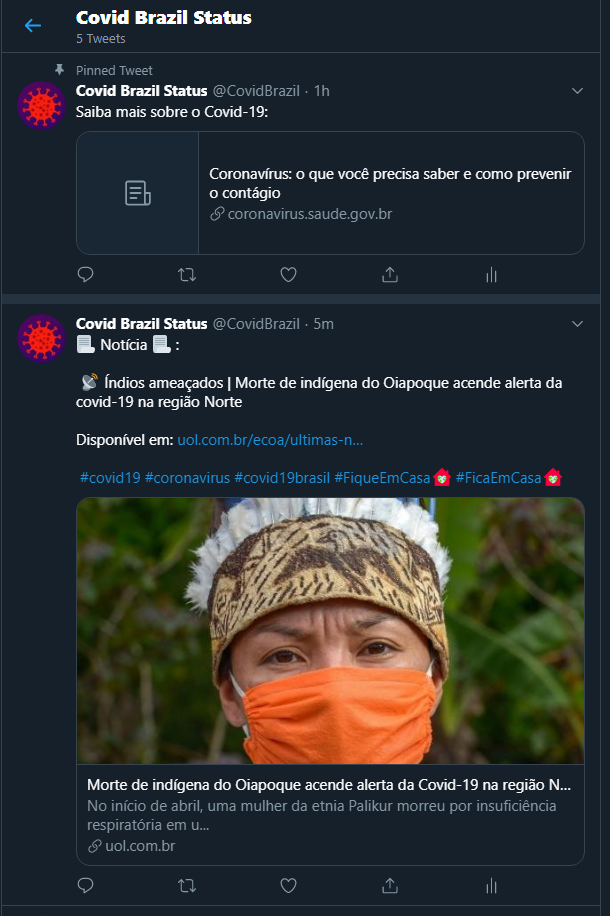 Covid Brazil Status
5 Tweets
Pinned Tweet
Covid Brazil Status @CovidBrazil · 1h
Saiba mais sobre o Covid-19:
Coronavírus: o que você precisa saber e como prevenir
o contágio
coronavirus.saude.gov.br
Covid Brazil Status @CovidBrazil · 5m
📃 Notícia 📃 :
📡 Índios ameaçados | Morte de indígena do Oiapoque acende alerta da
covid-19 na região Norte
Disponível em: uol.com.br/ecoa/ultimas-n…
#covid19 #coronavirus #covid19brasil #FiqueEmCasa #FicaEmCasa
Morte de indígena do Oiapoque acende alerta da Covid-19 na região N...
No início de abril, uma mulher da etnia Palikur morreu por insuficiência
respiratória em u...
uol.com.br